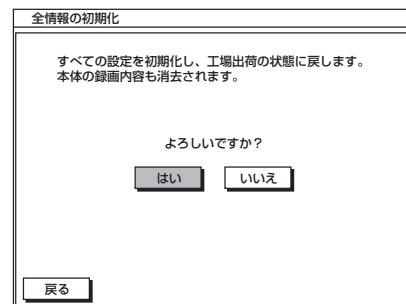 全情報の初期化
すべての設定を初期化し、工場出荷の状態に戻します。
本体の録画内容も消去されます。
よろしいですか？
はい
いいえ
戻る